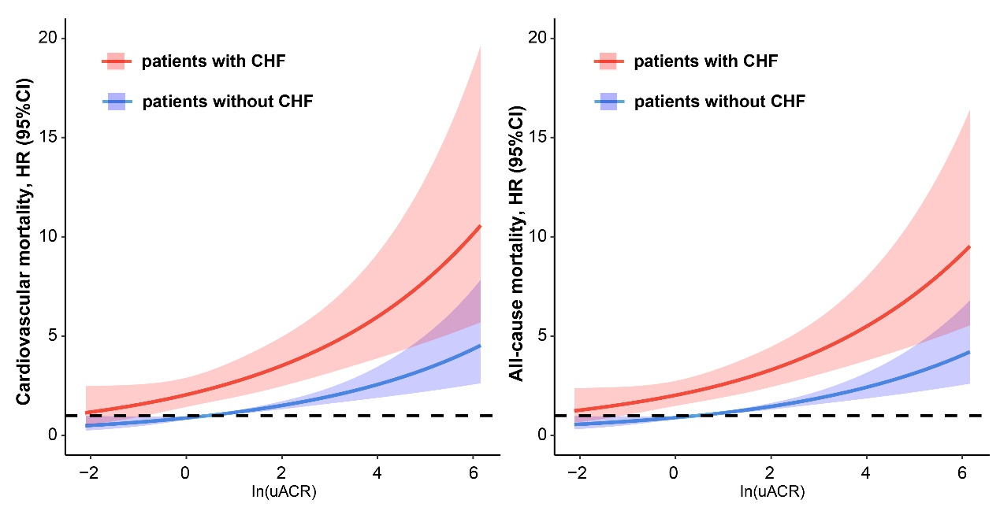 Cardiovascular mortality, HR (95%CI)
20
15
10
5
0
patients with CHF
patients without CHF
−2
0
2
4
6
ln(uACR)
All-cause mortality, HR (95%CI)
20
15
10
5
0
patients with CHF
patients without CHF
−2
0
2
4
6
ln(uACR)